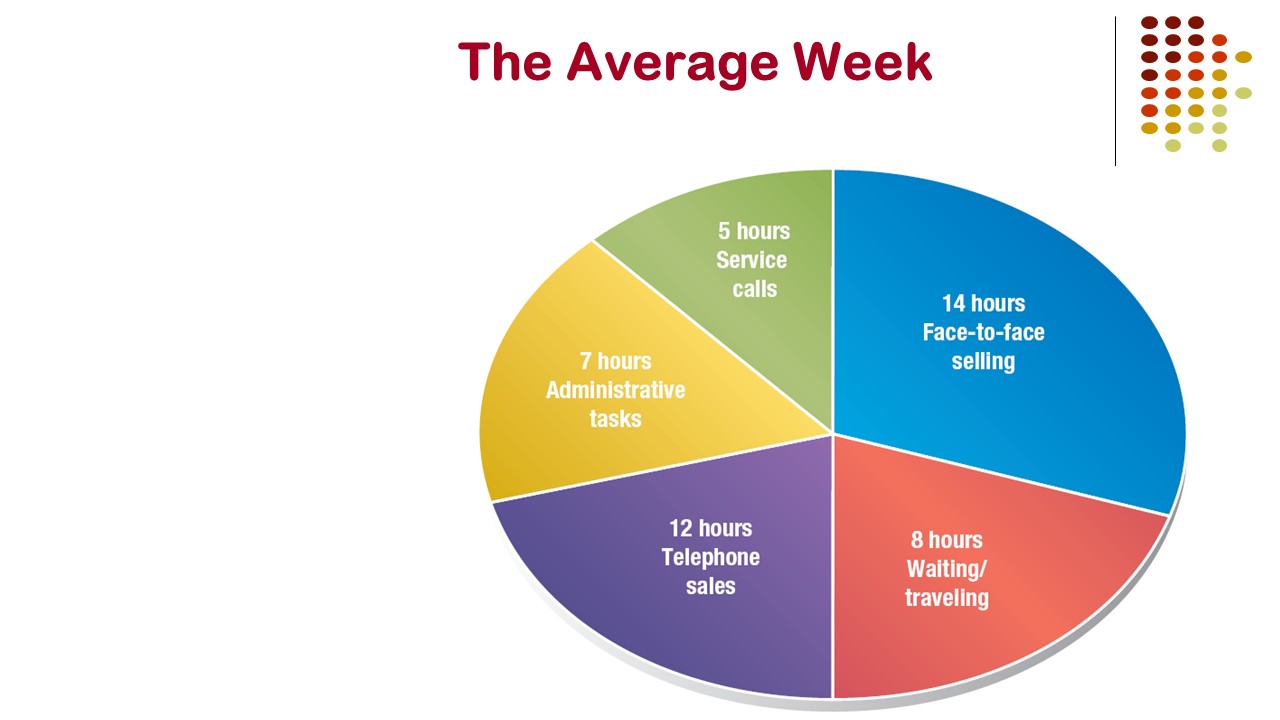 The Average Week
5 hours
Service
calls
14 hours
Face-to-face
selling
7 hours
Administrative
tasks
12 hours
Telephone
sales
8 hours
Waiting/
traveling